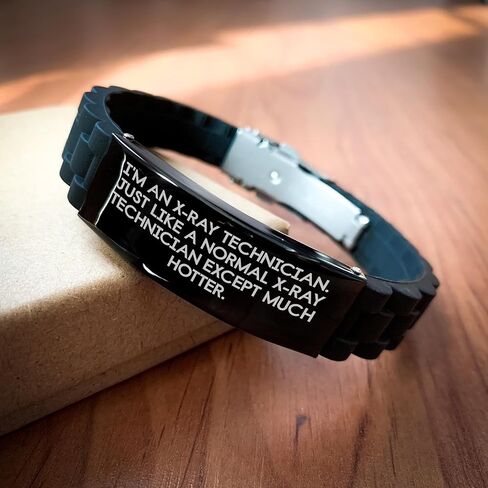 I'M AN X-RAY TECHNICIAN.
JUST LIKE A NORMAL X-RAY
TECHNICIAN EXCEPT MUCH
HOTTER.